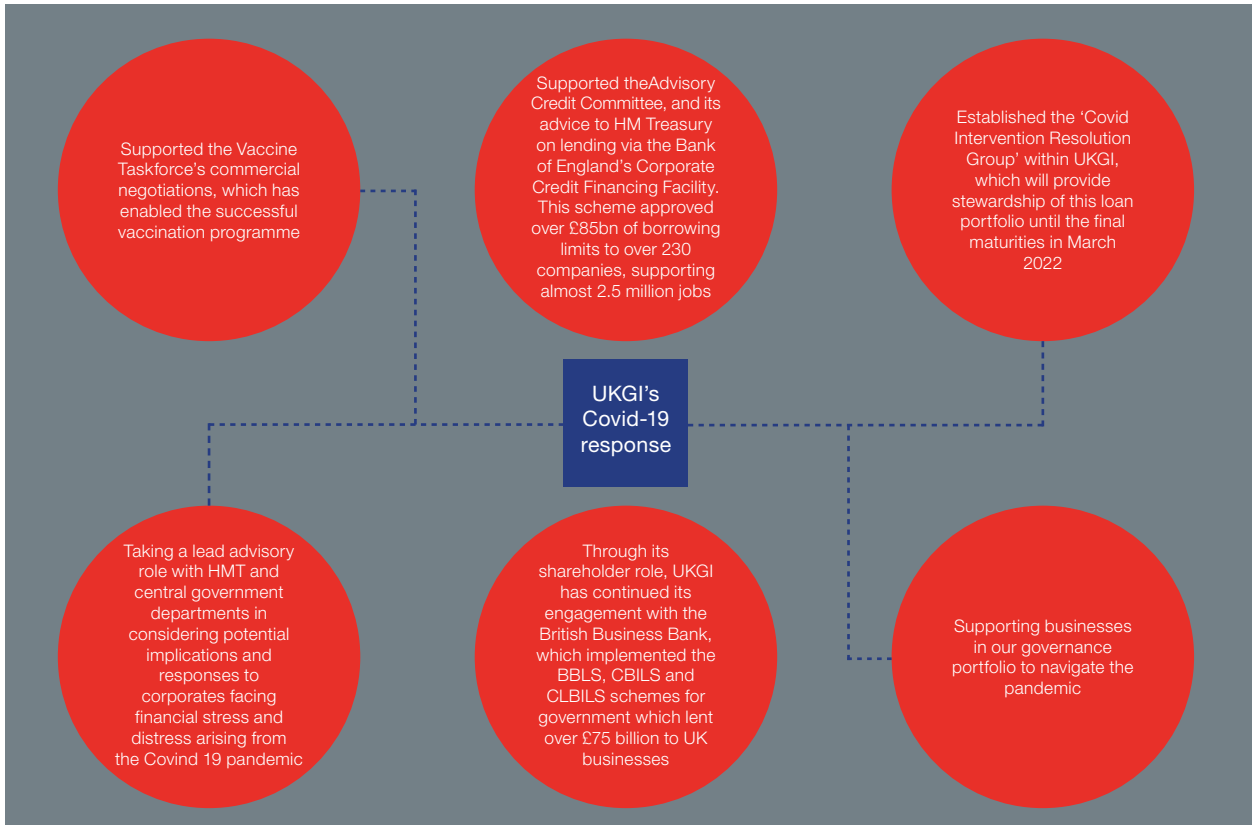 Supported the Vaccine
Taskforce's commercial
negotiations, which has
enabled the successful
vaccination programme
Supported theAdvisory
Credit Committee, and its
advice to HM Treasury
on lending via the Bank
of England's Corporate
Credit Financing Facility.
This scheme approved
over £85bn of borrowing
limits to over 230
companies, supporting
almost 2.5 million jobs
Established the ‘Covid
Intervention Resolution
Group’ within UKGI,
which will provide
stewardship of this loan
portfolio until the final
maturities in March
2022
UKGI's
Covid-19
response
Taking a lead advisory
role with HMT and
central government
departments in
considering potential
implications and
responses to
corporates facing
financial stress and
distress arising from
the Covind 19 pandemic
Through its
shareholder role, UKGI
has continued its
engagement with the
British Business Bank,
which implemented the
BBLS, CBILS and
CLBILS schemes for
government which lent
over £75 billion to UK
businesses
Supporting businesses
in our governance
portfolio to navigate the
pandemic